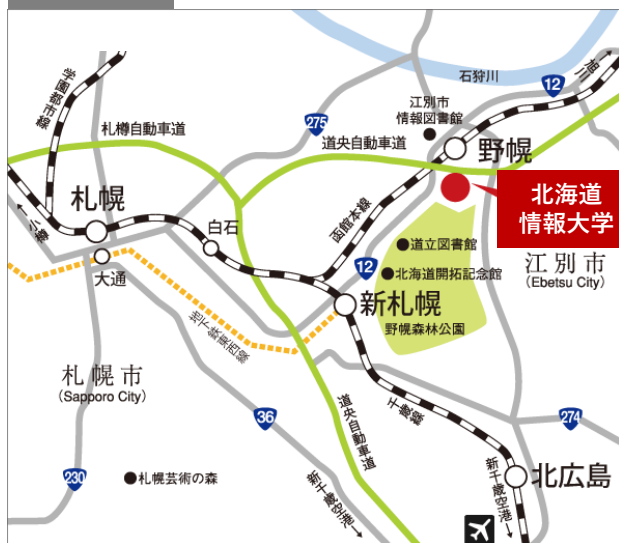 石狩川
旭川
12
学園都市線
江別市
情報図書館
275
札樽自動車道
道央自動車道
野幌
札幌
北海道
情報大学
小樽
白石
函館本線
道立図書館
江別市
(Ebetsu City)
大通
12
北海道開拓記念館
新札幌
野幌森林公園
地下鉄東西線
札幌市
(Sapporo City)
36
道央自動車道
千歳線
274
230
札幌芸術の森
新千歳空港
新千歳空港
北広島